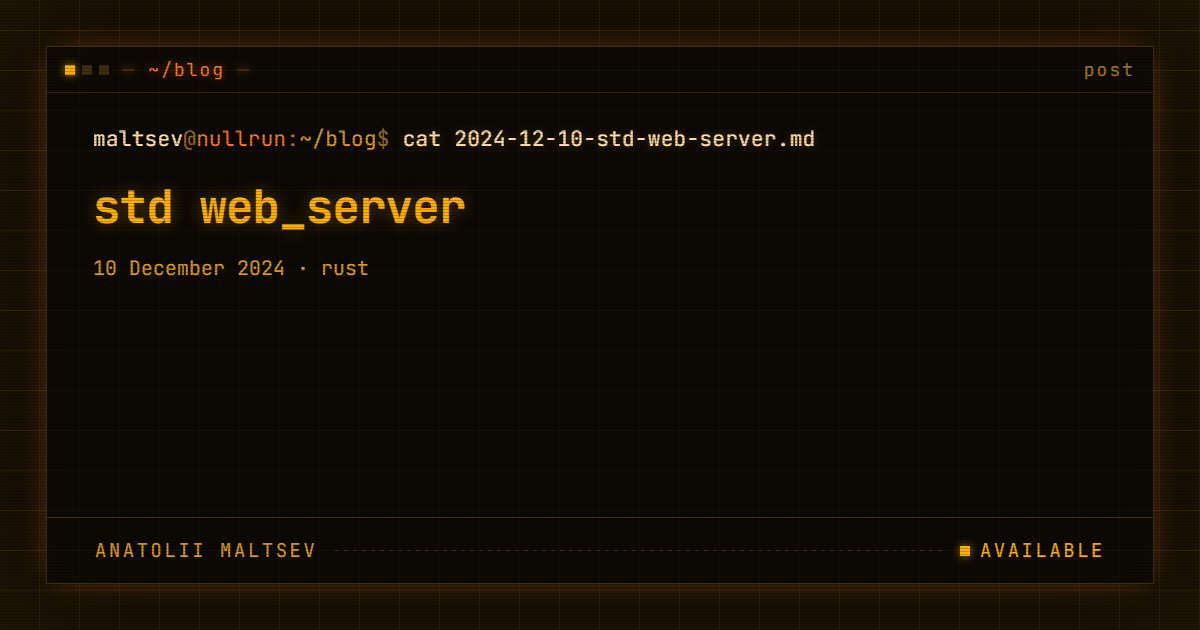 — ~/blog —
post
maltsev@nullrun:~/blog$ cat 2024-12-10-std-web-server.md
std web_server
10 December 2024 · rust
ANATOLII MALTSEV
AVAILABLE